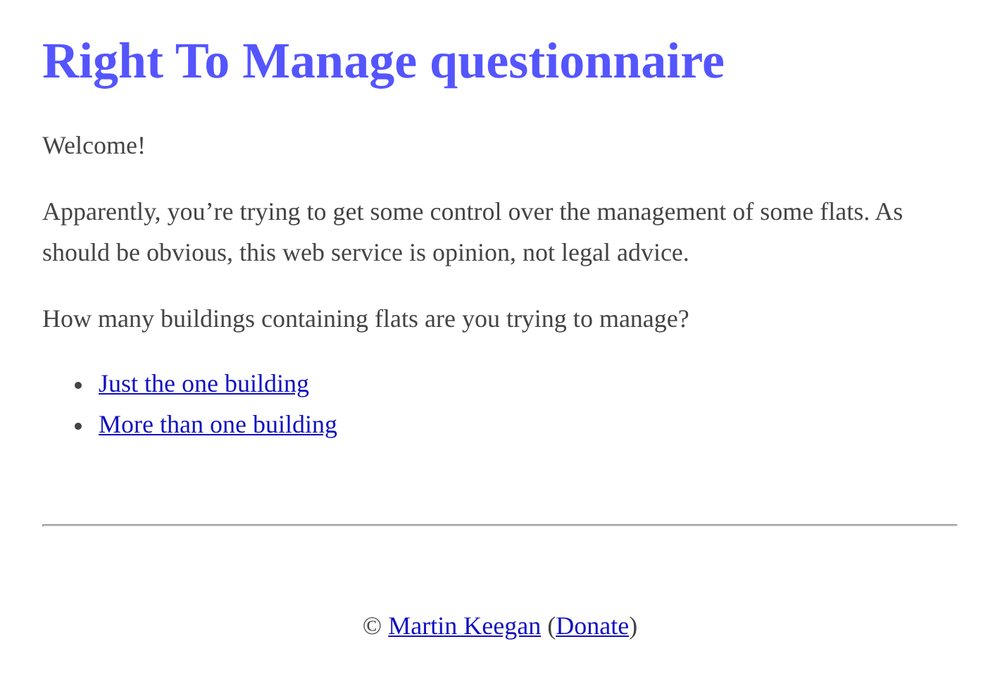 Right To Manage questionnaire
Welcome!
Apparently, you’re trying to get some control over the management of some flats. As
should be obvious, this web service is opinion, not legal advice.
How many buildings containing flats are you trying to manage?
• Just the one building
• More than one building
© Martin Keegan (Donate)